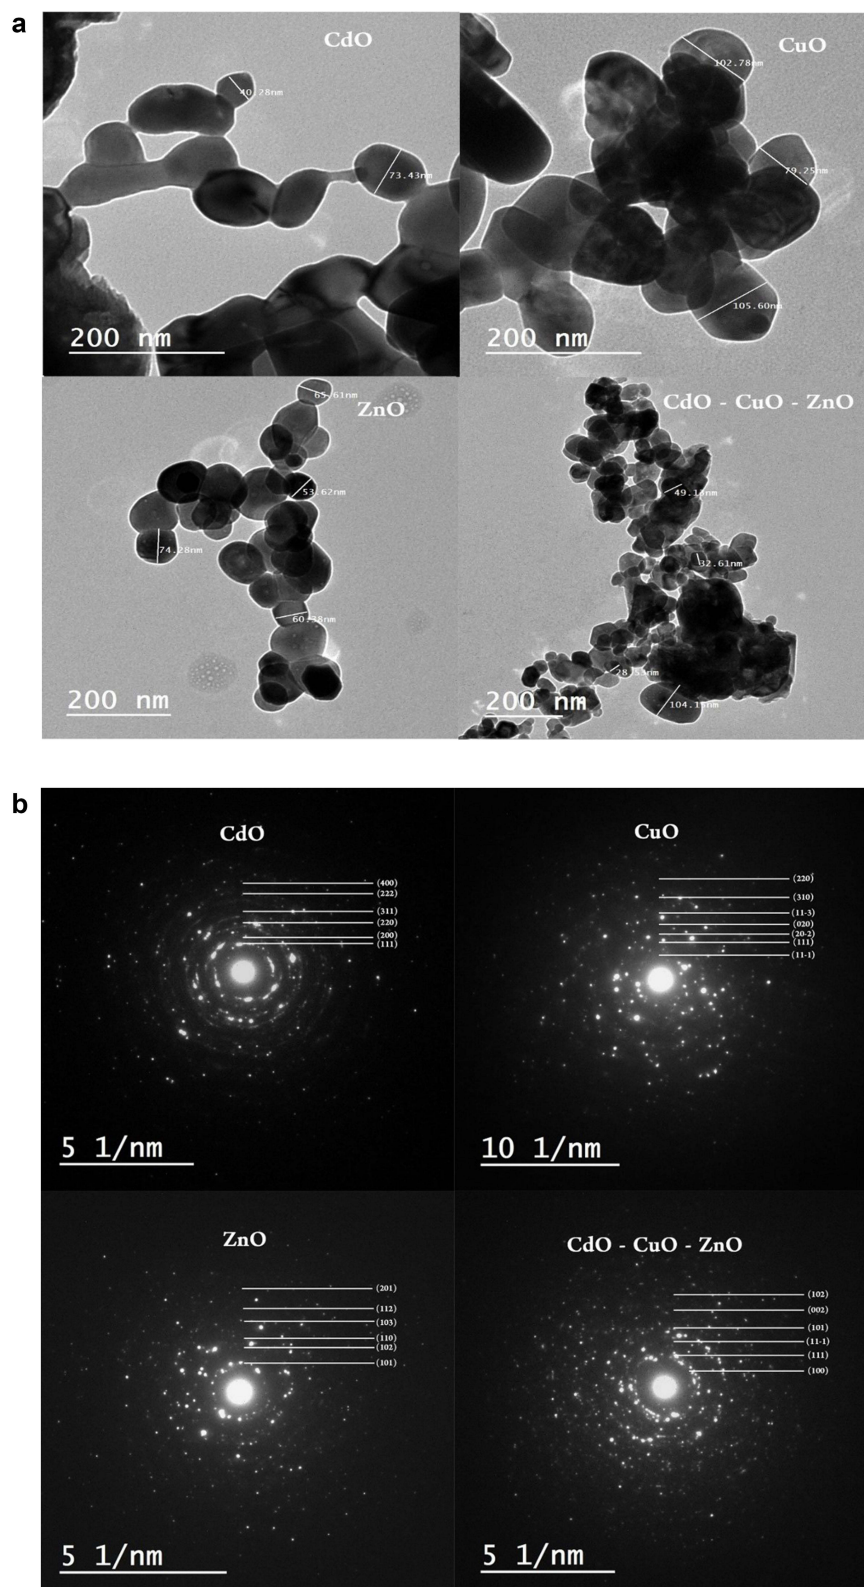 a
CdO
40.28nm
73.43nm
200 nm
CuO
102.78nm
79.25nm
105.60nm
200 nm
ZnO
65.61nm
53.62nm
74.28nm
60.38nm
200 nm
CdO - CuO - ZnO
49.18nm
32.61nm
28.53nm
104.15nm
200 nm
b
CdO
(400)
(222)
(311)
(220)
(200)
(111)
5 1/nm
CuO
(220)
(310)
(11-3)
(020)
(20-2)
(111)
(11-1)
10 1/nm
ZnO
(201)
(112)
(103)
(110)
(102)
(101)
5 1/nm
CdO - CuO - ZnO
(102)
(002)
(101)
(11-1)
(111)
(100)
5 1/nm